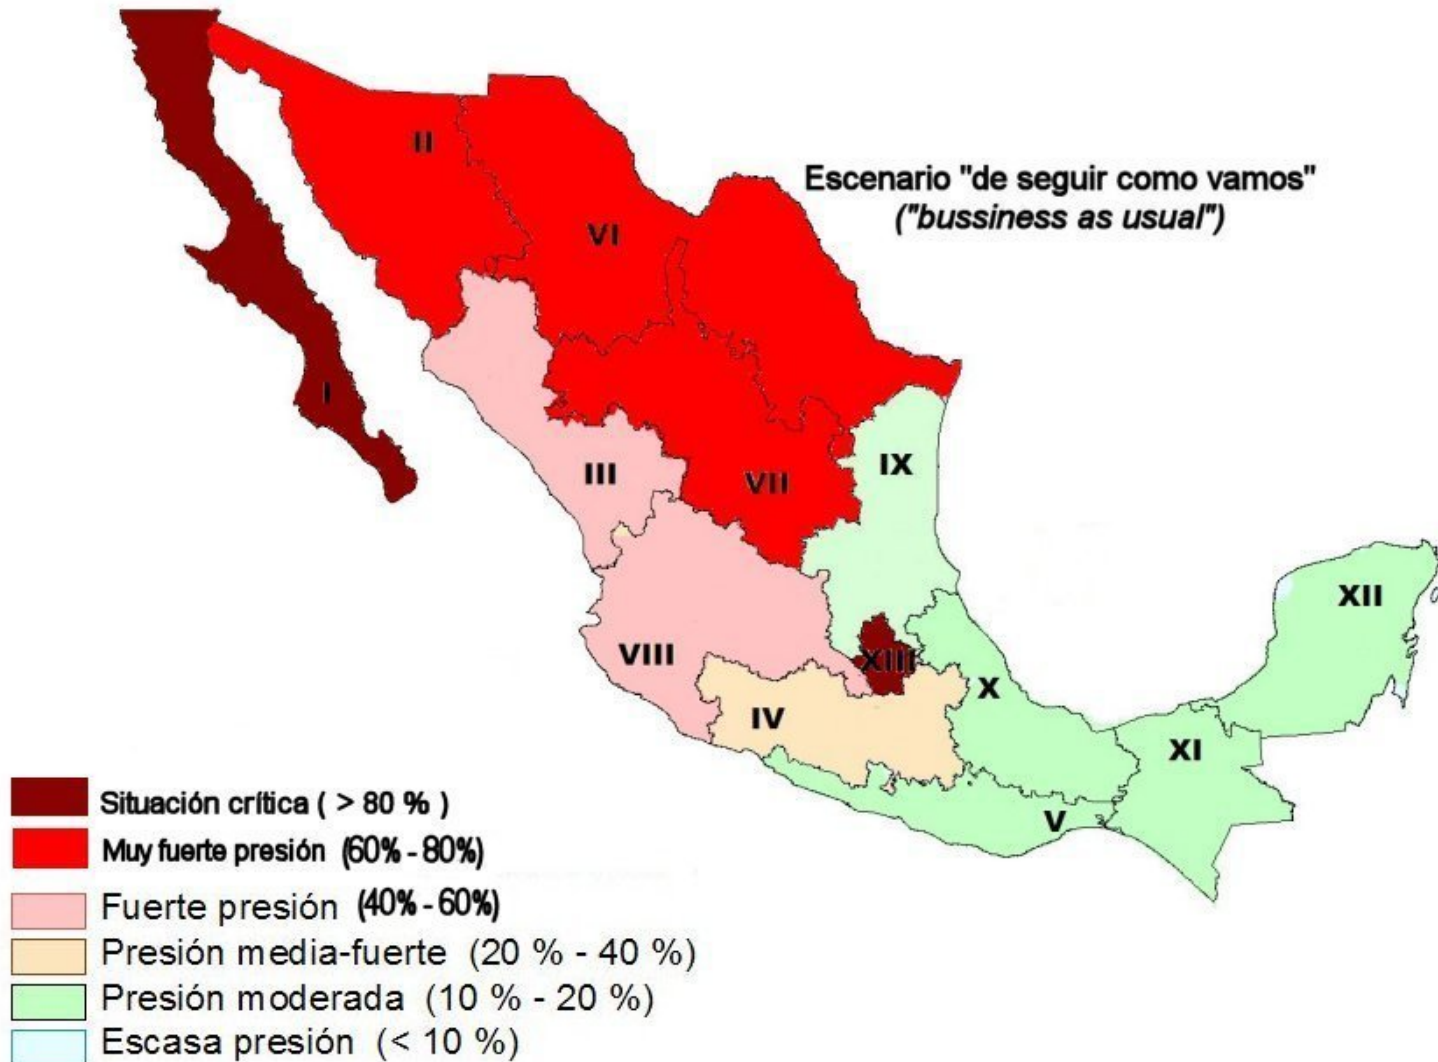 II
Escenario "de seguir como vamos"
("bussiness as usual")
VI
I
IX
III
VII
XII
VIII
XIII
X
IV
XI
V
Situación crítica ( > 80 % )
Muy fuerte presión (60% - 80%)
Fuerte presión (40% - 60%)
Presión media-fuerte (20 % - 40 %)
Presión moderada (10 % - 20 %)
Escasa presión (< 10 %)